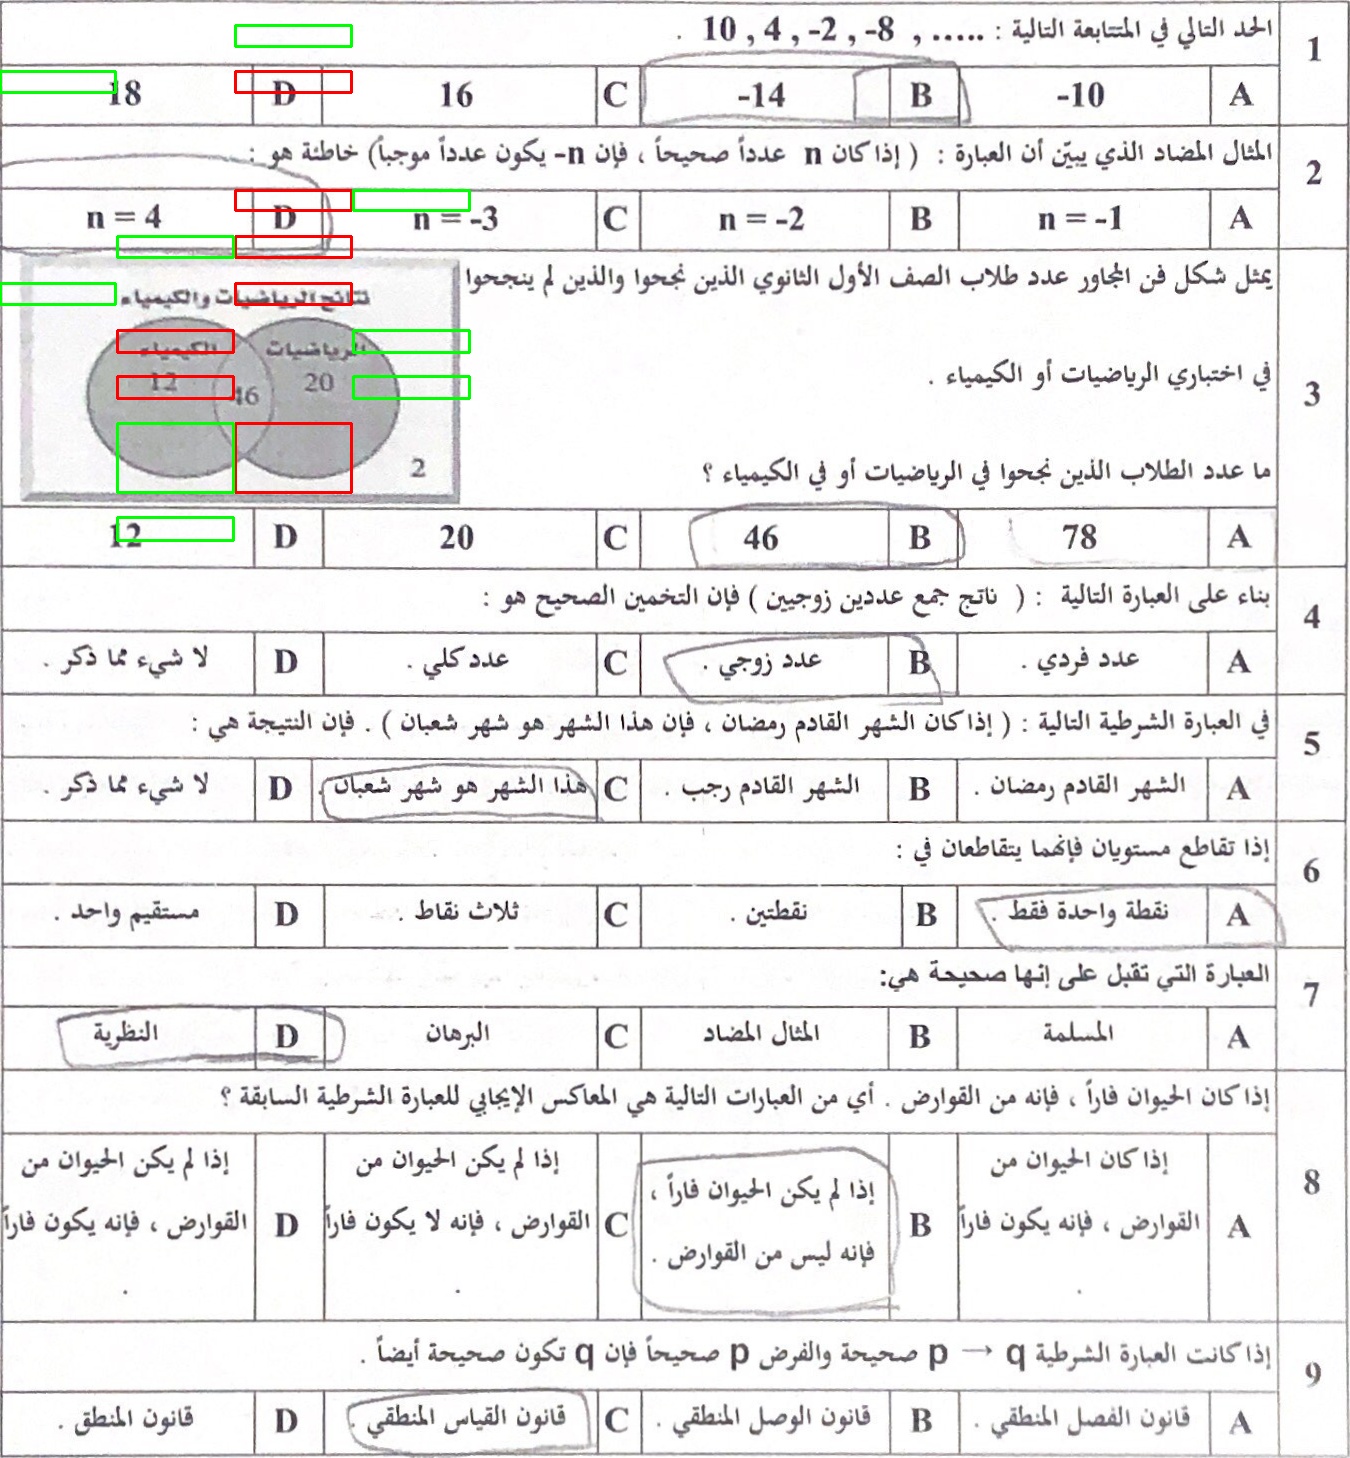 1 الحد التالي في المتتابعة التالية : 10 , 4 , -2 , -8 , ..... .
A -10 B -14 C 16 D 18
2 المثال المضاد الذي يبيّن أن العبارة : ( إذا كان n عدداً صحيحاً ، فإن n- يكون عدداً موجباً) خاطئة هو :
A n = -1 B n = -2 C n = -3 D n = 4
3 يمثل شكل فن المجاور عدد طلاب الصف الأول الثانوي الذين نجحوا والذين لم ينجحوا
في اختباري الرياضيات أو الكيمياء .
ما عدد الطلاب الذين نجحوا في الرياضيات أو في الكيمياء ؟
نتائج الرياضيات والكيمياء
الرياضيات الكيمياء
20 46 12
2
A 78 B 46 C 20 D 12
4 بناء على العبارة التالية : ( ناتج جمع عددين زوجيين ) فإن التخمين الصحيح هو :
A عدد فردي . B عدد زوجي . C عدد كلي . D لا شيء مما ذكر .
5 في العبارة الشرطية التالية : ( إذا كان الشهر القادم رمضان ، فإن هذا الشهر هو شهر شعبان ) . فإن النتيجة هي :
A الشهر القادم رمضان . B الشهر القادم رجب . C هذا الشهر هو شهر شعبان . D لا شيء مما ذكر .
6 إذا تقاطع مستويان فإنهما يتقاطعان في :
A نقطة واحدة فقط . B نقطتين . C ثلاث نقاط . D مستقيم واحد .
7 العبارة التي تقبل على إنها صحيحة هي:
A المسلمة B المثال المضاد C البرهان D النظرية
8 إذا كان الحيوان فاراً ، فإنه من القوارض . أي من العبارات التالية هي المعاكس الإيجابي للعبارة الشرطية السابقة ؟
A إذا كان الحيوان من
القوارض ، فإنه يكون فاراً
.
B إذا لم يكن الحيوان فاراً ،
فإنه ليس من القوارض .
C إذا لم يكن الحيوان من
القوارض ، فإنه لا يكون فاراً
.
D إذا لم يكن الحيوان من
القوارض ، فإنه يكون فاراً
.
9 إذا كانت العبارة الشرطية p → q صحيحة والفرض p صحيحاً فإن q تكون صحيحة أيضاً .
A قانون الفصل المنطقي . B قانون الوصل المنطقي . C قانون القياس المنطقي . D قانون المنطق .